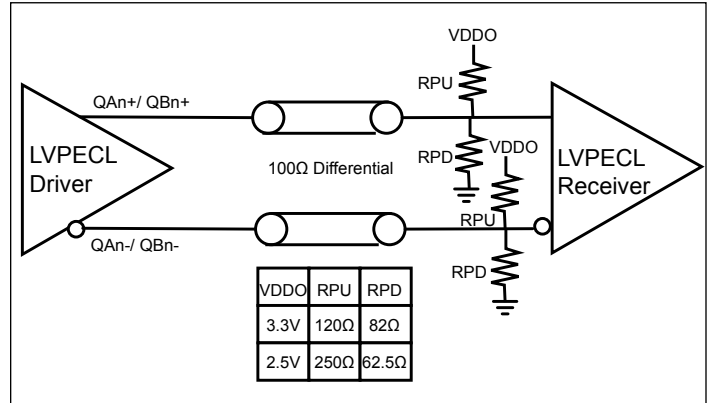 VDDO
RPU
QAn+/ QBn+
LVPECL
Driver
100Ω Differential
RPD
VDDO
LVPECL
Receiver
RPU
QAn-/ QBn-
RPD
VDDO RPU RPD
3.3V 120Ω 82Ω
2.5V 250Ω 62.5Ω